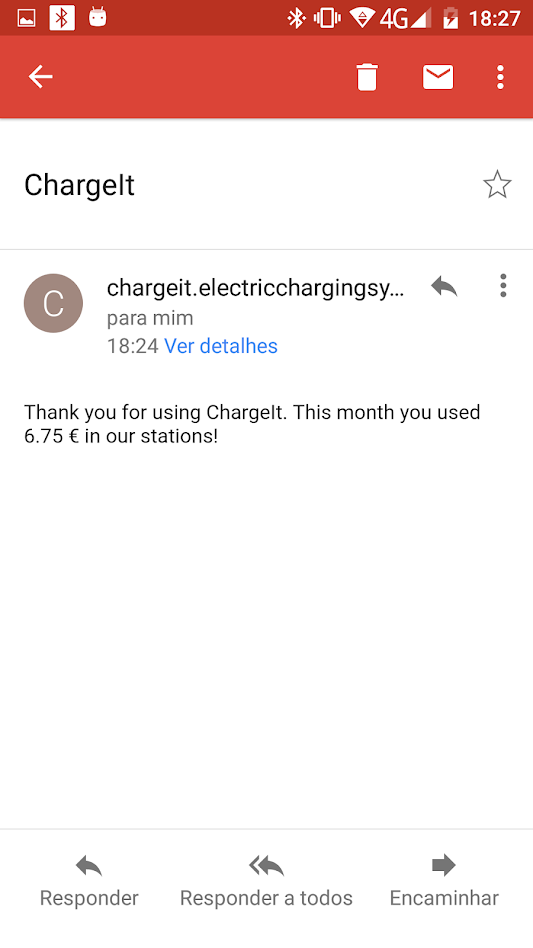 4G 18:27
ChargeIt
C
chargeit.electricchargingsy...
para mim
18:24 Ver detalhes
Thank you for using ChargeIt. This month you used
6.75 € in our stations!
Responder Responder a todos Encaminhar